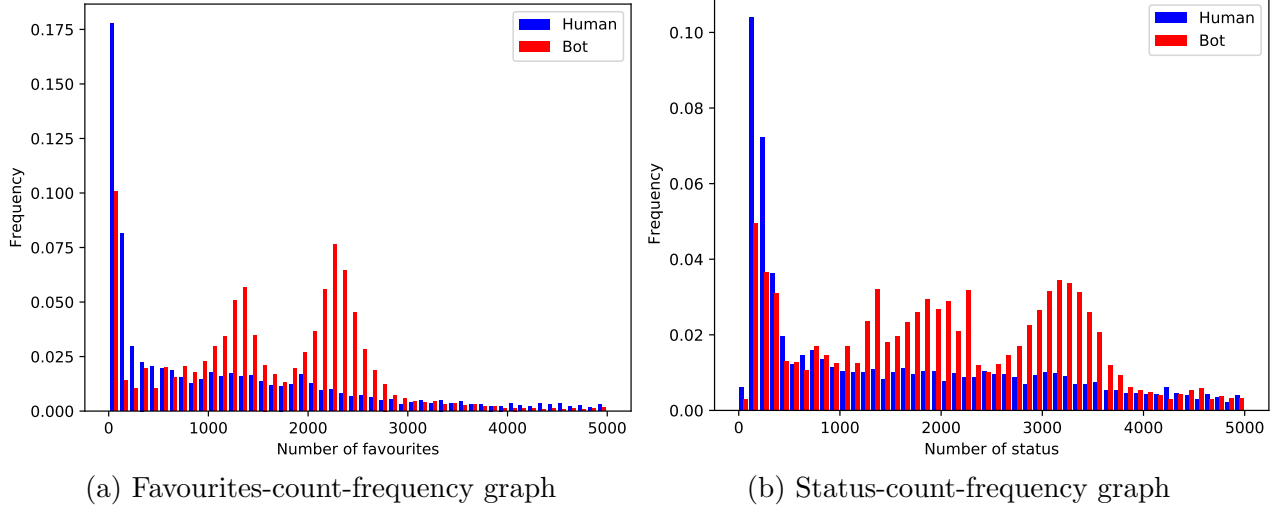 0.175
0.150
0.125
0.100
0.075
0.050
0.025
0.000
Frequency
0
1000
2000
3000
4000
5000
Number of favourites
Human
Bot
(a) Favourites-count-frequency graph
0.10
0.08
0.06
0.04
0.02
0.00
Frequency
0
1000
2000
3000
4000
5000
Number of status
Human
Bot
(b) Status-count-frequency graph